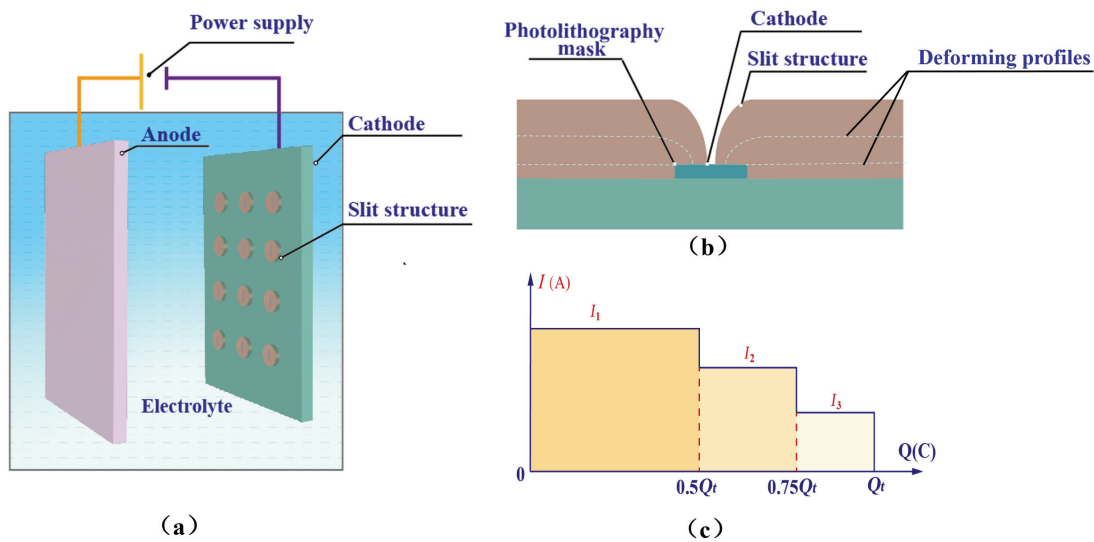 Power supply
Anode
Cathode
Slit structure
Electrolyte
（a）
Cathode
Photolithography
mask
Slit structure
Deforming profiles
（b）
I (A)
I1
I2
I3
0
0.5Qt
0.75Qt
Qt
Q(C)
（c）